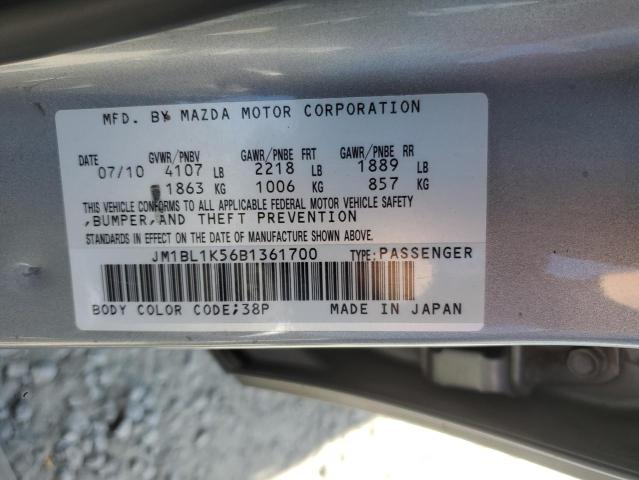 MFD. BY MAZDA MOTOR CORPORATION
DATE GVWR/PNBV GAWR/PNBE FRT GAWR/PNBE RR
07/10 4107 LB 2218 LB 1889 LB
1863 KG 1006 KG 857 KG
THIS VEHICLE CONFORMS TO ALL APPLICABLE FEDERAL MOTOR VEHICLE SAFETY
,BUMPER,AND THEFT PREVENTION
STANDARDS IN EFFECT ON THE DATE OF MANUFACTURE SHOWN ABOVE.
JM1BL1K56B1361700 TYPE:PASSENGER
BODY COLOR CODE;38P MADE IN JAPAN